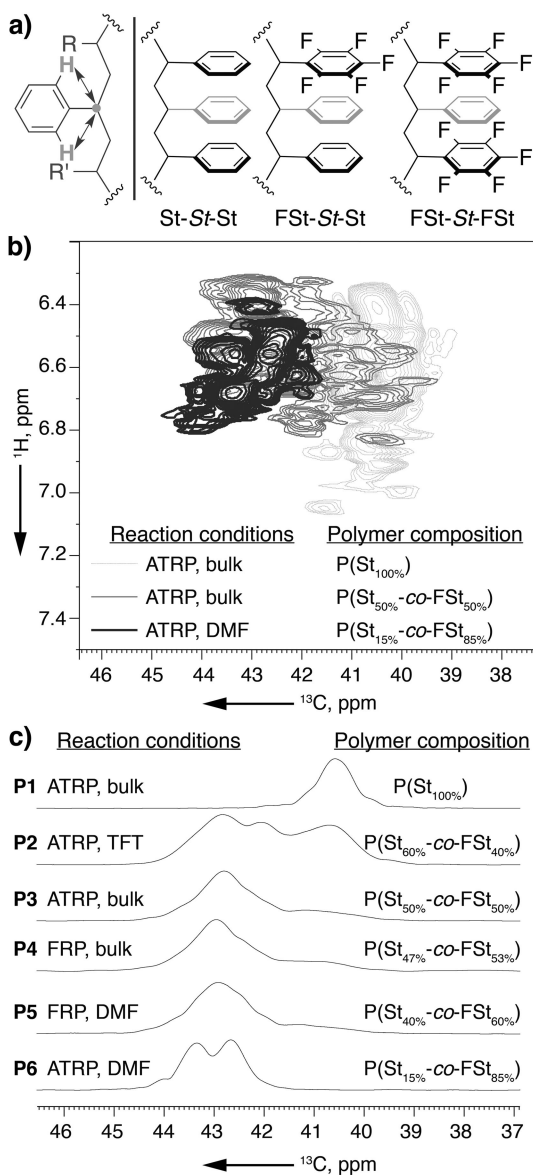 a)
R
H
H
R'
F F
F F
F
F F
F F
F
F F
F F
F
St-St-St FSt-St-St FSt-St-FSt
b)
6.4
6.6
6.8
7.0
7.2
7.4
¹H, ppm
Reaction conditions Polymer composition
ATRP, bulk P(St₁₀₀%)
ATRP, bulk P(St₅₀%-co-FSt₅₀%)
ATRP, DMF P(St₁₅%-co-FSt₈₅%)
46 45 44 43 42 41 40 39 38
¹³C, ppm
c) Reaction conditions Polymer composition
P1 ATRP, bulk P(St₁₀₀%)
P2 ATRP, TFT P(St₆₀%-co-FSt₄₀%)
P3 ATRP, bulk P(St₅₀%-co-FSt₅₀%)
P4 FRP, bulk P(St₄₇%-co-FSt₅₃%)
P5 FRP, DMF P(St₄₀%-co-FSt₆₀%)
P6 ATRP, DMF P(St₁₅%-co-FSt₈₅%)
46 45 44 43 42 41 40 39 38 37
¹³C, ppm